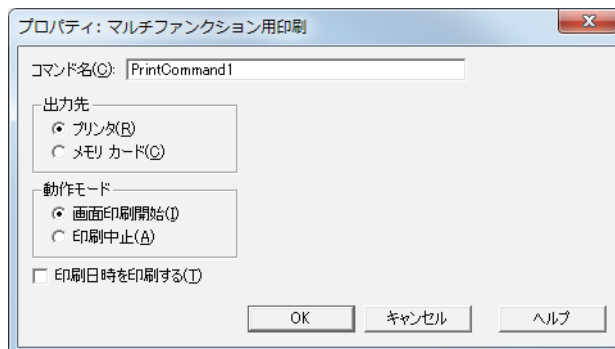 プロパティ: マルチファンクション用印刷
コマンド名(C): PrintCommand1
出力先
プリンタ(R)
メモリ カード(C)
動作モード
画面印刷開始(I)
印刷中止(A)
印刷日時を印刷する(T)
OK キャンセル ヘルプ